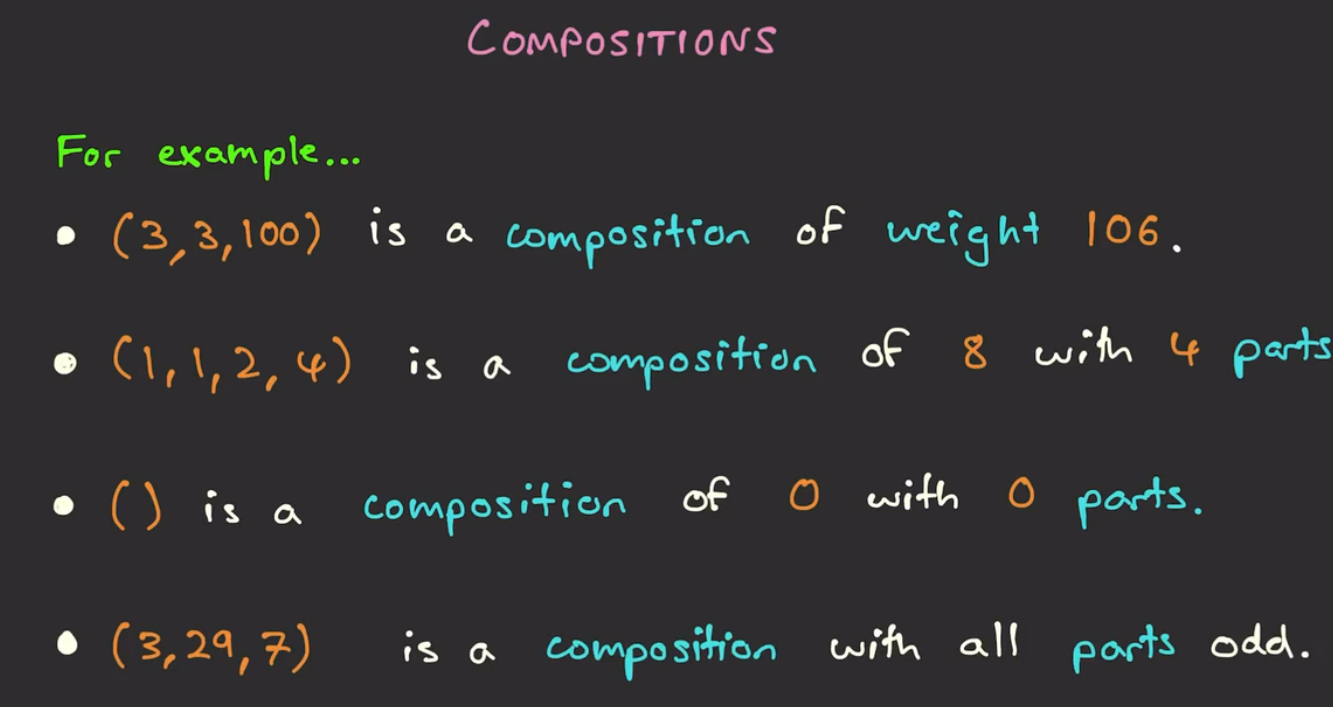 COMPOSITIONS
For example...
• (3,3,100) is a composition of weight 106.
• (1,1,2,4) is a composition of 8 with 4 parts
• () is a composition of 0 with 0 parts.
• (3,29,7) is a composition with all parts odd.